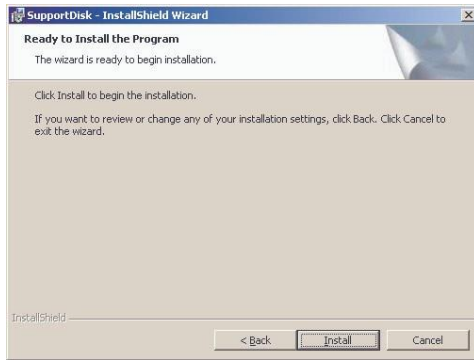 SupportDisk - InstallShield Wizard
Ready to Install the Program
The wizard is ready to begin installation.
Click Install to begin the installation.
If you want to review or change any of your installation settings, click Back. Click Cancel to
exit the wizard.
InstallShield
< Back
Install
Cancel